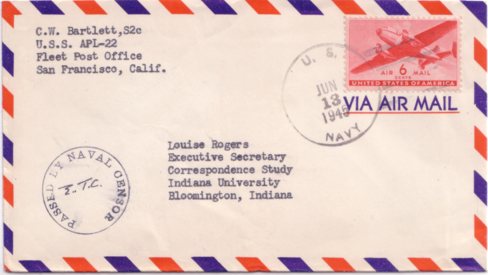 C.W. Bartlett,S2c
U.S.S. APL-22
Fleet Post Office
San Francisco, Calif.
U. S.
JUN
13
1945
NAVY
AIR 6 MAIL
CENTS
UNITED STATES OF AMERICA
VIA AIR MAIL
Louise Rogers
Executive Secretary
Correspondence Study
Indiana University
Bloomington, Indiana
PASSED BY NAVAL CENSOR
E.T.C.